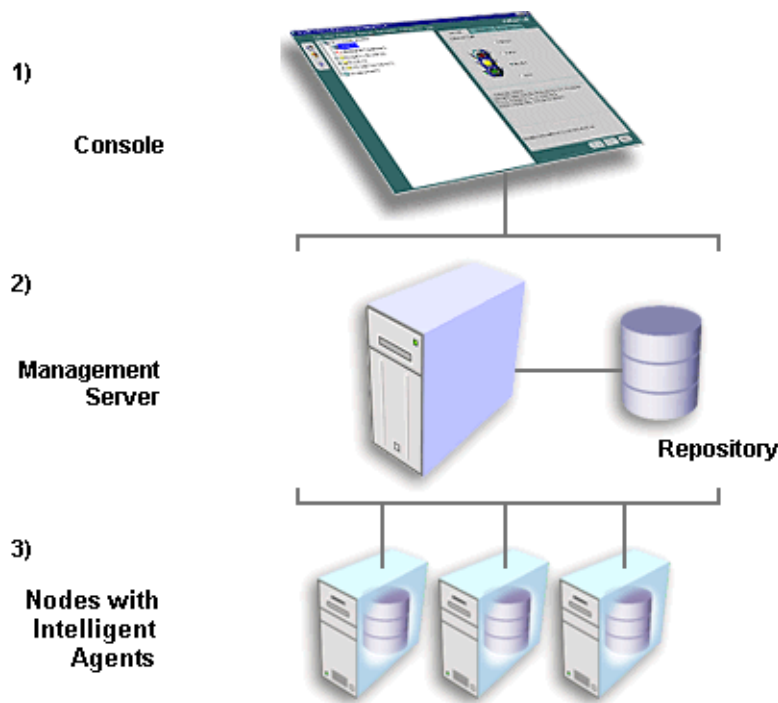 1)
Console
2)
Management
Server
Repository
3)
Nodes with
Intelligent
Agents